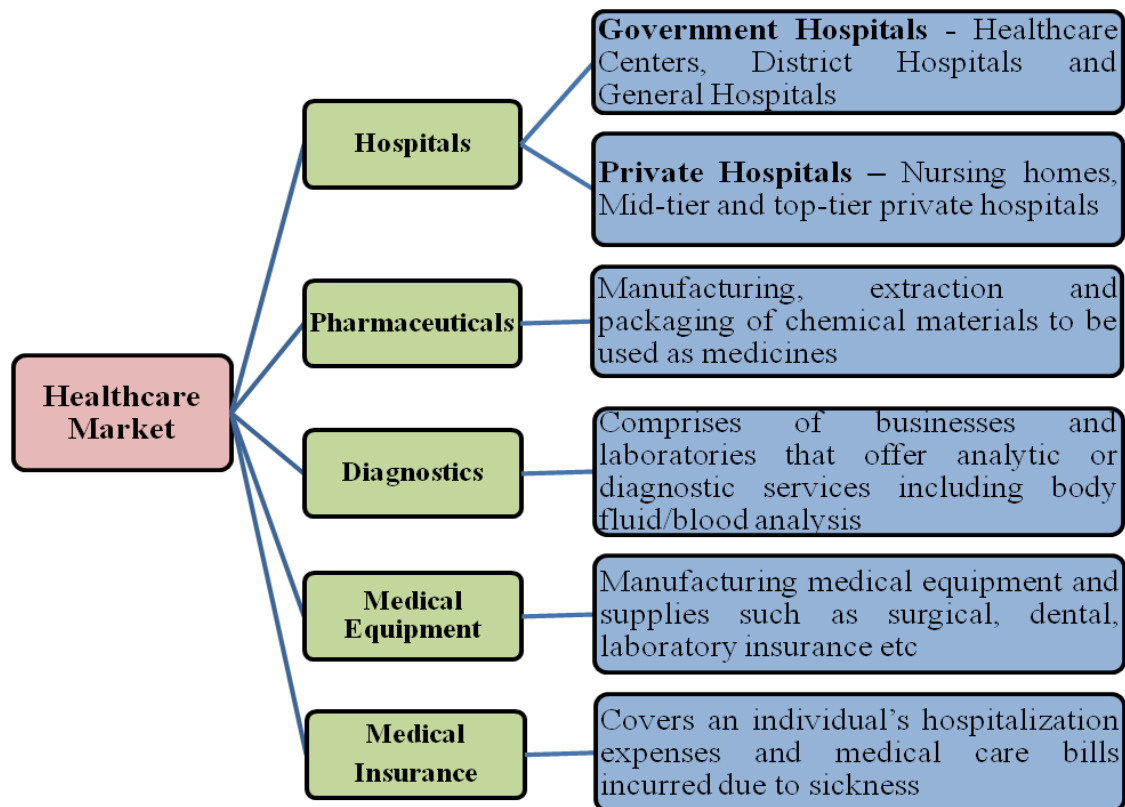 Healthcare
Market
Hospitals
Government Hospitals - Healthcare
Centers, District Hospitals and
General Hospitals
Private Hospitals – Nursing homes,
Mid-tier and top-tier private hospitals
Pharmaceuticals
Manufacturing, extraction and
packaging of chemical materials to be
used as medicines
Diagnostics
Comprises of businesses and
laboratories that offer analytic or
diagnostic services including body
fluid/blood analysis
Medical
Equipment
Manufacturing medical equipment and
supplies such as surgical, dental,
laboratory insurance etc
Medical
Insurance
Covers an individual’s hospitalization
expenses and medical care bills
incurred due to sickness